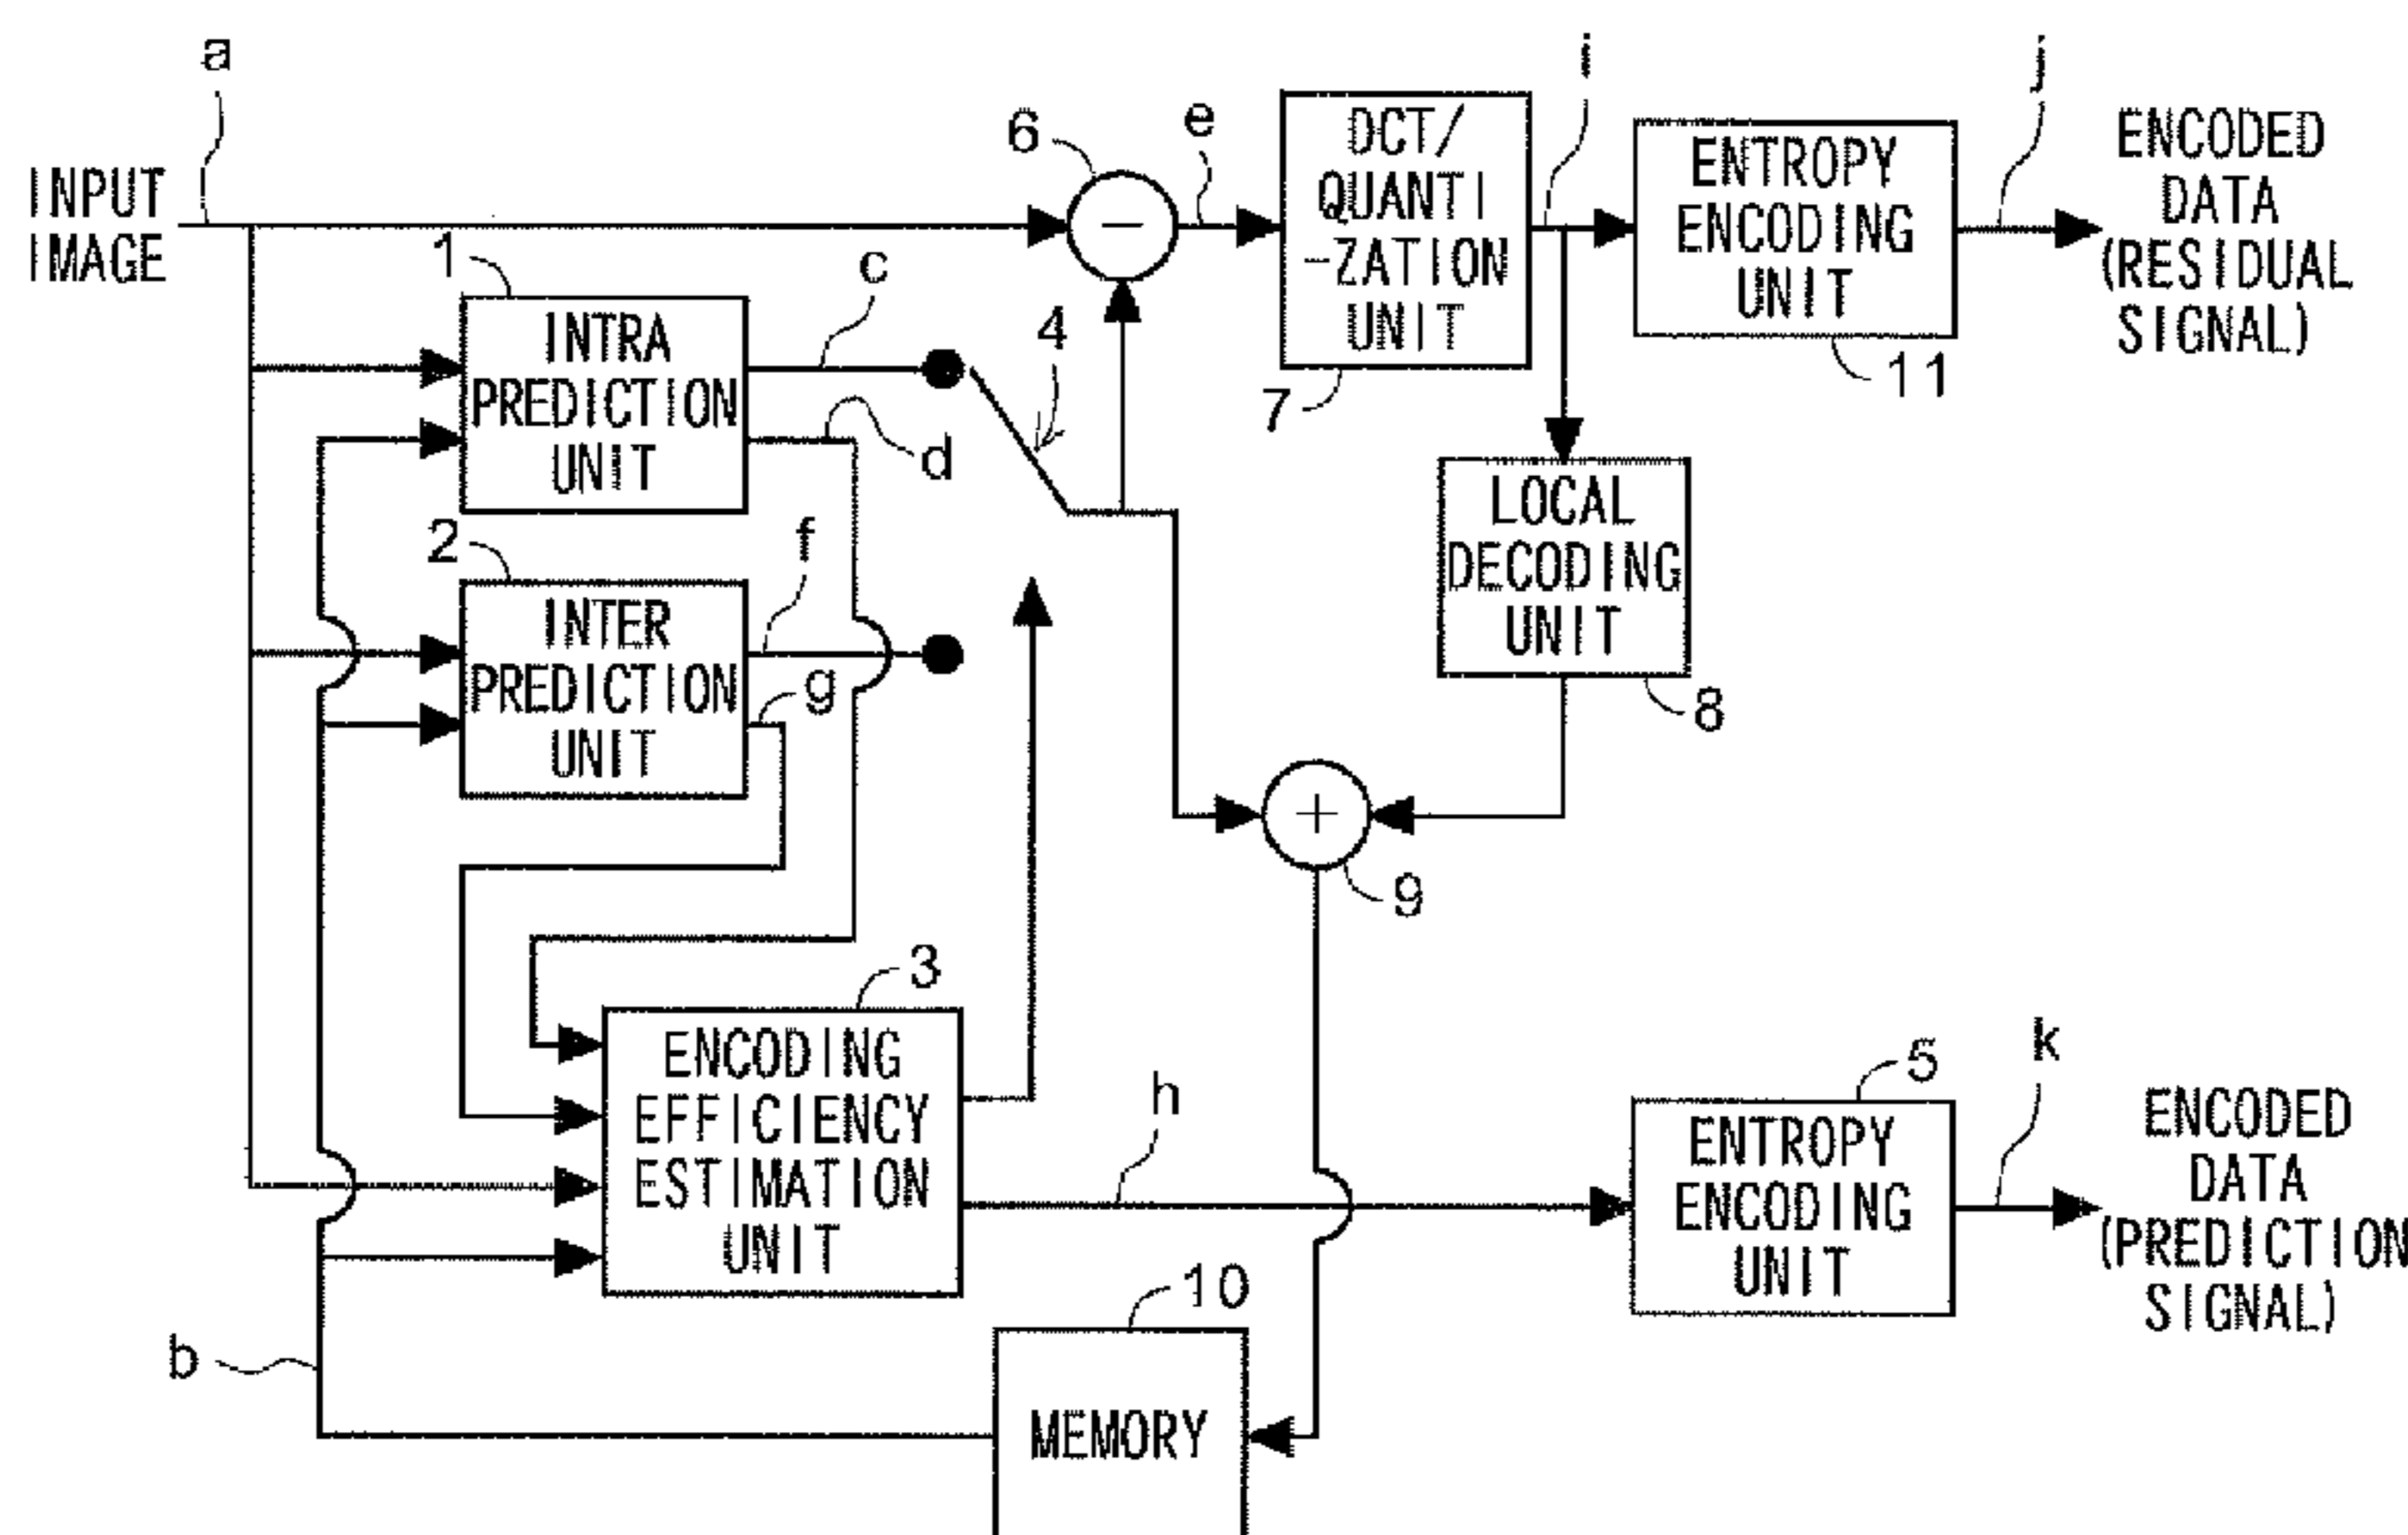 a
INPUT
IMAGE
6
e
DCT/
QUANTI
-ZATION
UNIT
7
i
ENTROPY
ENCODING
UNIT
11
j
ENCODED
DATA
(RESIDUAL
SIGNAL)
1
INTRA
PREDICTION
UNIT
c
d
4
−
LOCAL
DECODING
UNIT
8
2
INTER
PREDICTION
UNIT
f
g
+
9
3
ENCODING
EFFICIENCY
ESTIMATION
UNIT
h
5
ENTROPY
ENCODING
UNIT
k
ENCODED
DATA
(PREDICTION
SIGNAL)
b
10
MEMORY